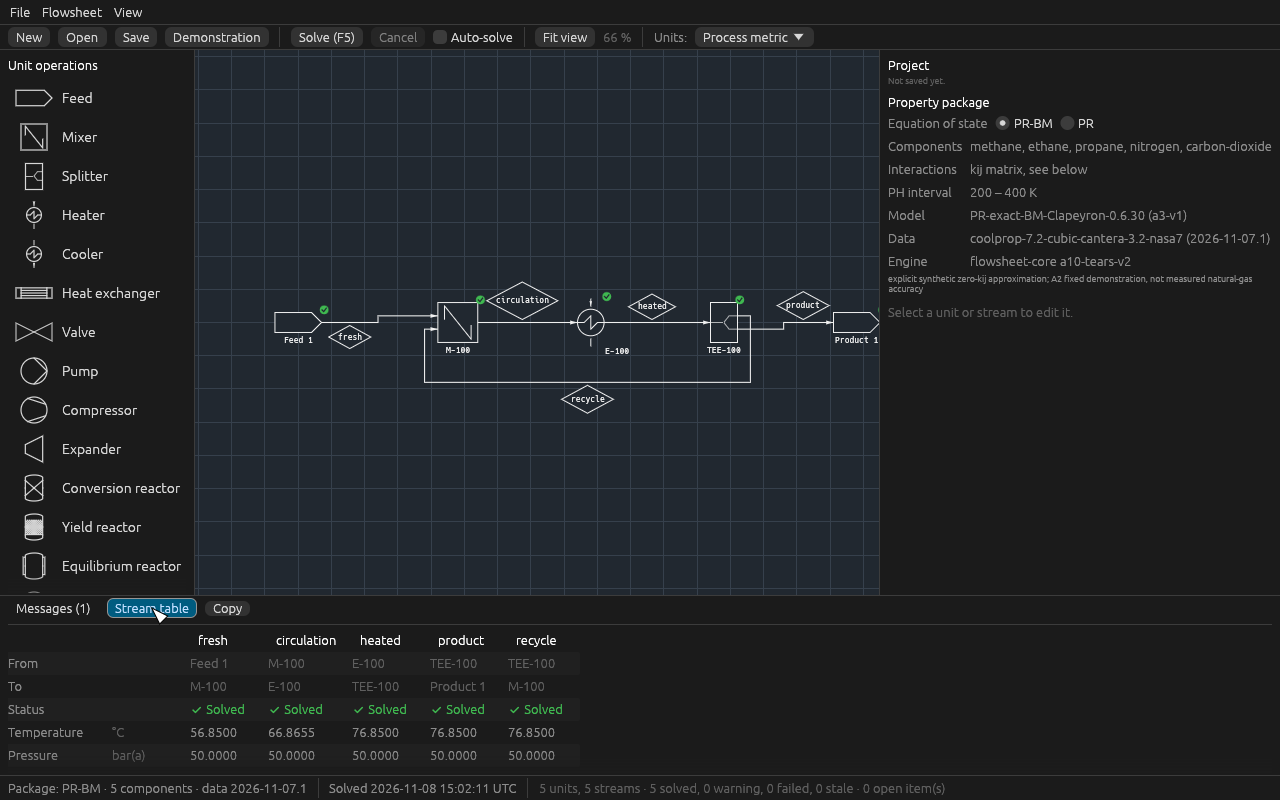 File Flowsheet View
New Open Save Demonstration Solve (F5) Cancel Auto-solve Fit view 66 % Units: Process metric
Unit operations
Feed
Mixer
Splitter
Heater
Cooler
Heat exchanger
Valve
Pump
Compressor
Expander
Conversion reactor
Yield reactor
Equilibrium reactor
circulation
heated
product
Feed 1
fresh
M-100
E-100
TEE-100
Product 1
recycle
Project
Not saved yet.
Property package
Equation of state PR-BM PR
Components methane, ethane, propane, nitrogen, carbon-dioxide
Interactions kij matrix, see below
PH interval 200 – 400 K
Model PR-exact-BM-Clapeyron-0.6.30 (a3-v1)
Data coolprop-7.2-cubic-cantera-3.2-nasa7 (2026-11-07.1)
Engine flowsheet-core a10-tears-v2
explicit synthetic zero-kij approximation; A2 fixed demonstration, not measured natural-gas
accuracy
Select a unit or stream to edit it.
Messages (1) Stream table Copy
fresh circulation heated product recycle
From Feed 1 M-100 E-100 TEE-100 TEE-100
To M-100 E-100 TEE-100 Product 1 M-100
Status ✓ Solved ✓ Solved ✓ Solved ✓ Solved ✓ Solved
Temperature °C 56.8500 66.8655 76.8500 76.8500 76.8500
Pressure bar(a) 50.0000 50.0000 50.0000 50.0000 50.0000
Package: PR-BM · 5 components · data 2026-11-07.1 Solved 2026-11-08 15:02:11 UTC 5 units, 5 streams · 5 solved, 0 warning, 0 failed, 0 stale · 0 open item(s)